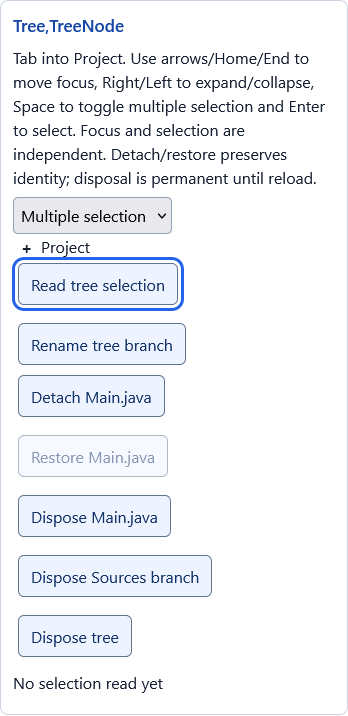 Tree,TreeNode
Tab into Project. Use arrows/Home/End to
move focus, Right/Left to expand/collapse,
Space to toggle multiple selection and Enter
to select. Focus and selection are
independent. Detach/restore preserves
identity; disposal is permanent until reload.
Multiple selection
+ Project
Read tree selection
Rename tree branch
Detach Main.java
Restore Main.java
Dispose Main.java
Dispose Sources branch
Dispose tree
No selection read yet